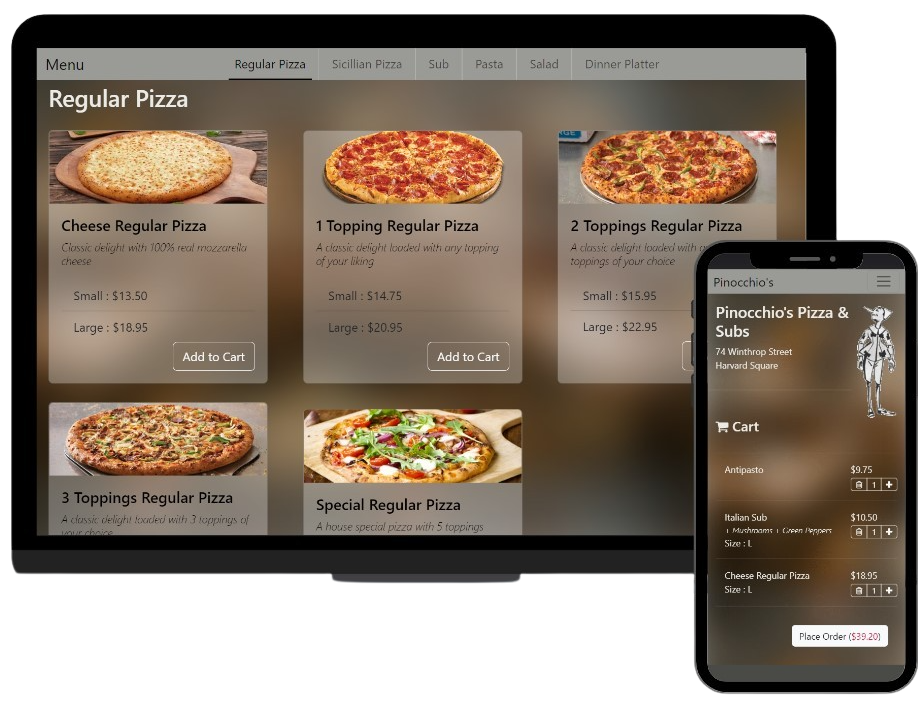 Menu
Regular Pizza
Sicillian Pizza
Sub
Pasta
Salad
Dinner Platter
Regular Pizza
Cheese Regular Pizza
Classic delight with 100% real mozzarella
cheese
Small : $13.50
Large : $18.95
Add to Cart
1 Topping Regular Pizza
A classic delight loaded with any topping
of your liking
Small : $14.75
Large : $20.95
Add to Cart
2 Toppings Regular Pizza
A classic delight loaded with
toppings of your choice
Small : $15.95
Large : $22.95
3 Toppings Regular Pizza
A classic delight loaded with 3 toppings of
your choice
Special Regular Pizza
A house special pizza with 5 toppings
Pinocchio's
Pinocchio's Pizza &
Subs
74 Winthrop Street
Harvard Square
Cart
Antipasto
$9.75
1 +
Italian Sub
$10.50
+ Mushrooms + Green Peppers
1 +
Size : L
Cheese Regular Pizza
$18.95
Size : L
1 +
Place Order ($39.20)